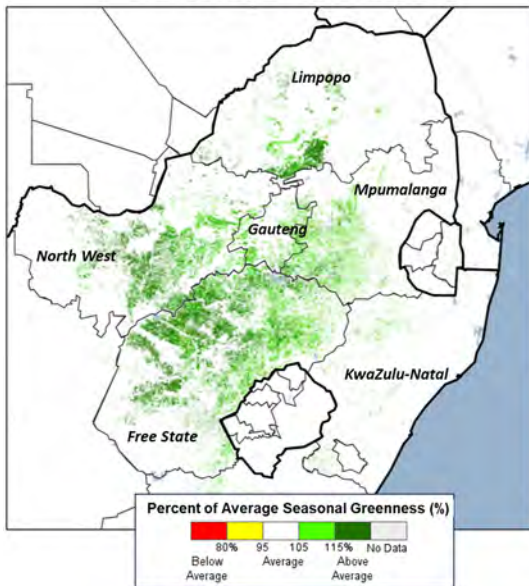 Limpopo
Mpumalanga
Gauteng
North West
KwaZulu-Natal
Free State
Percent of Average Seasonal Greenness (%)
80% 95 105 115% No Data
Below Average Above
Average Average